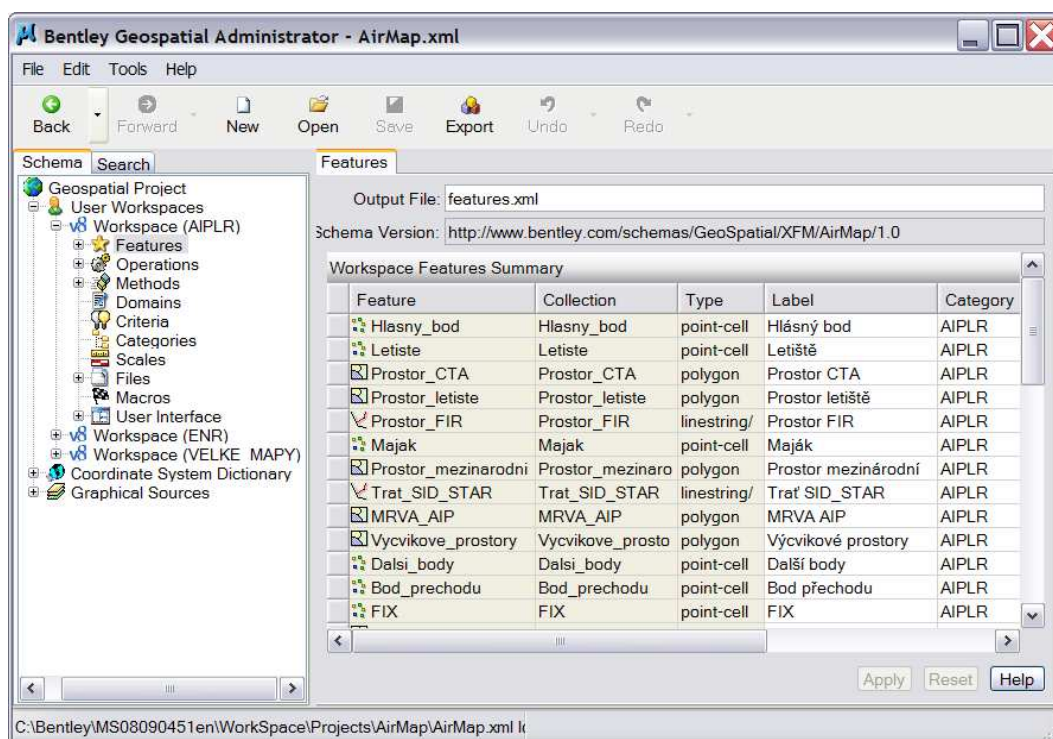 Bentley Geospatial Administrator - AirMap.xml
File Edit Tools Help
Back Forward New Open Save Export Undo Redo
Schema Search
Geospatial Project
User Workspaces
v8 Workspace (AIPLR)
Features
Operations
Methods
Domains
Criteria
Categories
Scales
Files
Macros
User Interface
v8 Workspace (ENR)
v8 Workspace (VELKE MAPY)
Coordinate System Dictionary
Graphical Sources
Features
Output File: features.xml
Schema Version: http://www.bentley.com/schemas/GeoSpatial/XFM/AirMap/1.0
Workspace Features Summary
Feature Collection Type Label Category
Hlasny_bod Hlasny_bod point-cell Hlásný bod AIPLR
Letiste Letiste point-cell Letiště AIPLR
Prostor_CTA Prostor_CTA polygon Prostor CTA AIPLR
Prostor_letiste Prostor_letiste polygon Prostor letiště AIPLR
Prostor_FIR Prostor_FIR linestring/ Prostor FIR AIPLR
Majak Majak point-cell Maják AIPLR
Prostor_mezinarodni Prostor_mezinaro polygon Prostor mezinárodní AIPLR
Trat_SID_STAR Trat_SID_STAR linestring/ Trať SID_STAR AIPLR
MRVA_AIP MRVA_AIP polygon MRVA AIP AIPLR
Vycvikove_prostory Vycvikove_prosto polygon Výcvikové prostory AIPLR
Dalsi_body Dalsi_body point-cell Další body AIPLR
Bod_prechodu Bod_prechodu point-cell Bod přechodu AIPLR
FIX FIX point-cell FIX AIPLR
Apply Reset Help
C:\Bentley\MS08090451en\WorkSpace\Projects\AirMap\AirMap.xml